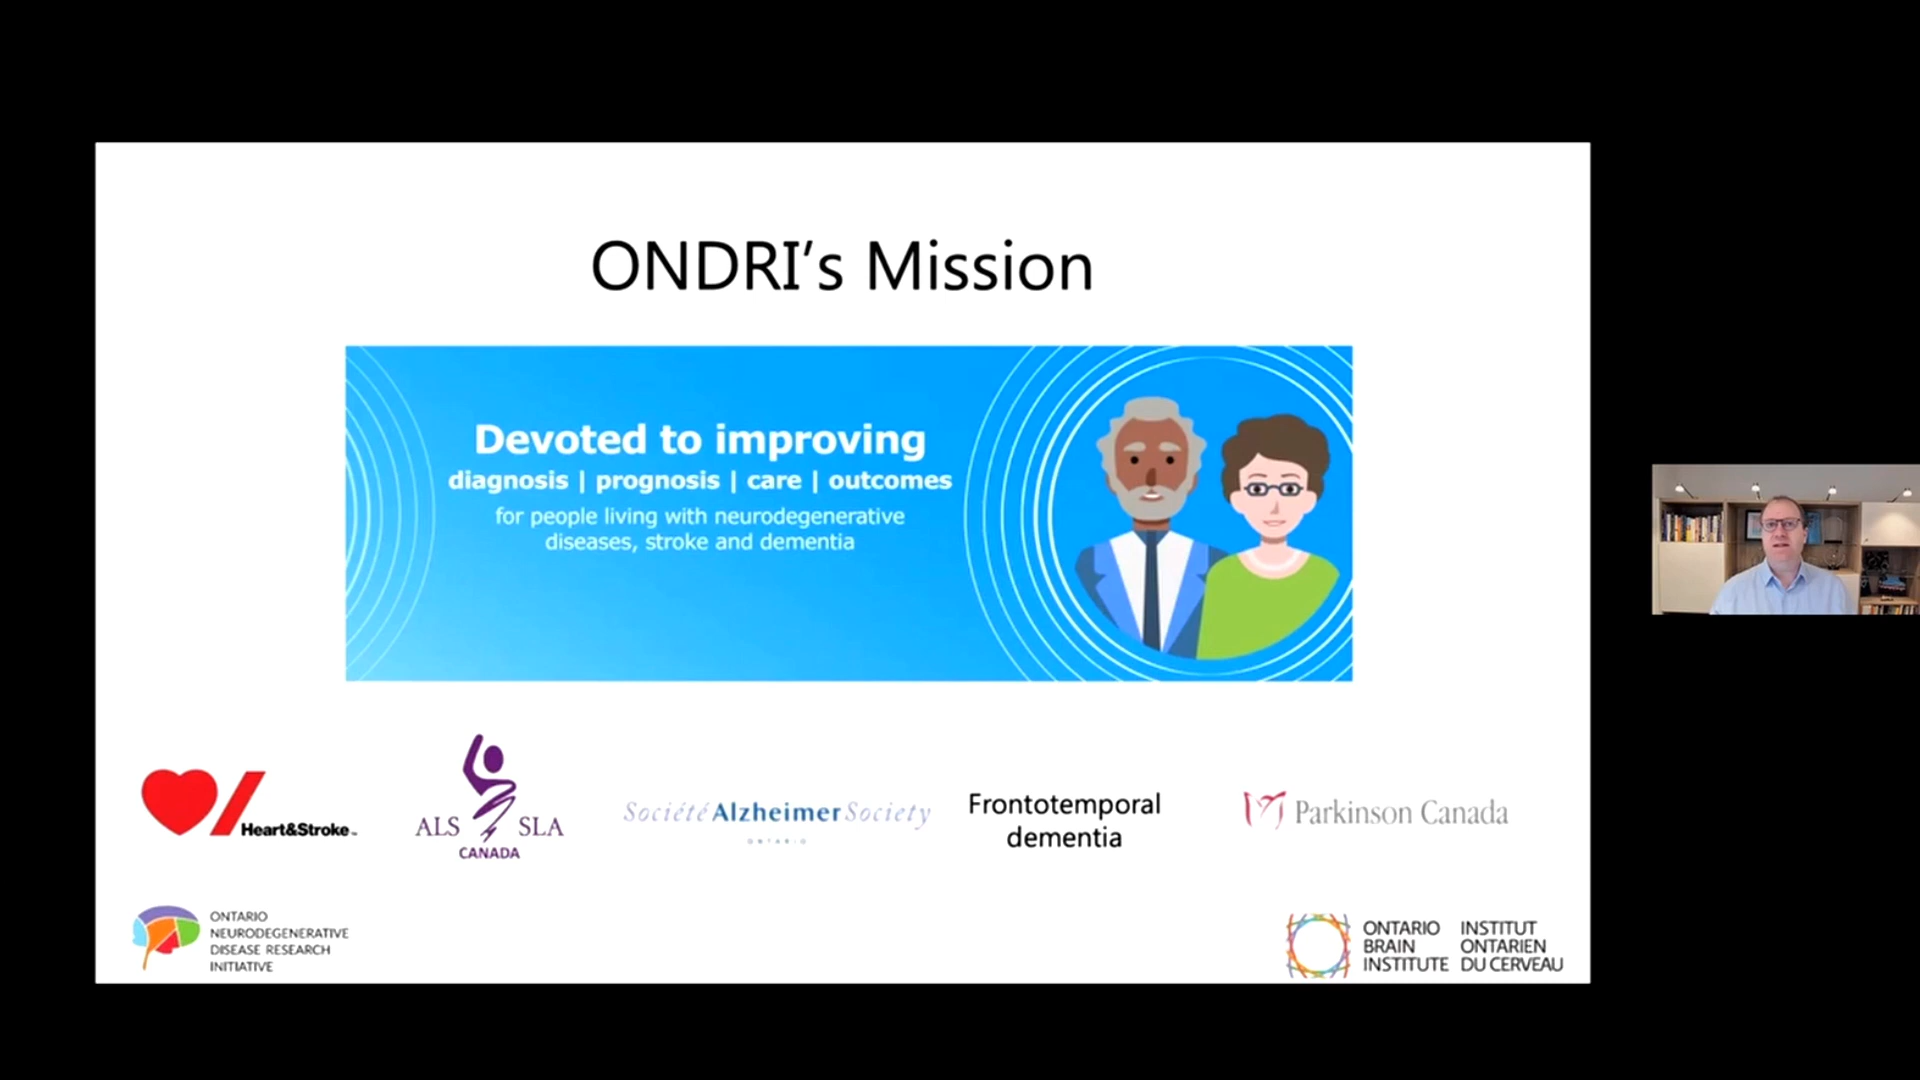 ONDRI’s Mission
Devoted to improving
diagnosis | prognosis | care | outcomes
for people living with neurodegenerative
diseases, stroke and dementia
Heart&Stroke™
ALS SLA
CANADA
Société Alzheimer Society
ONTARIO
Frontotemporal
dementia
Parkinson Canada
ONTARIO
NEURODEGENERATIVE
DISEASE RESEARCH
INITIATIVE
ONTARIO
BRAIN
INSTITUTE
INSTITUT
ONTARIEN
DU CERVEAU